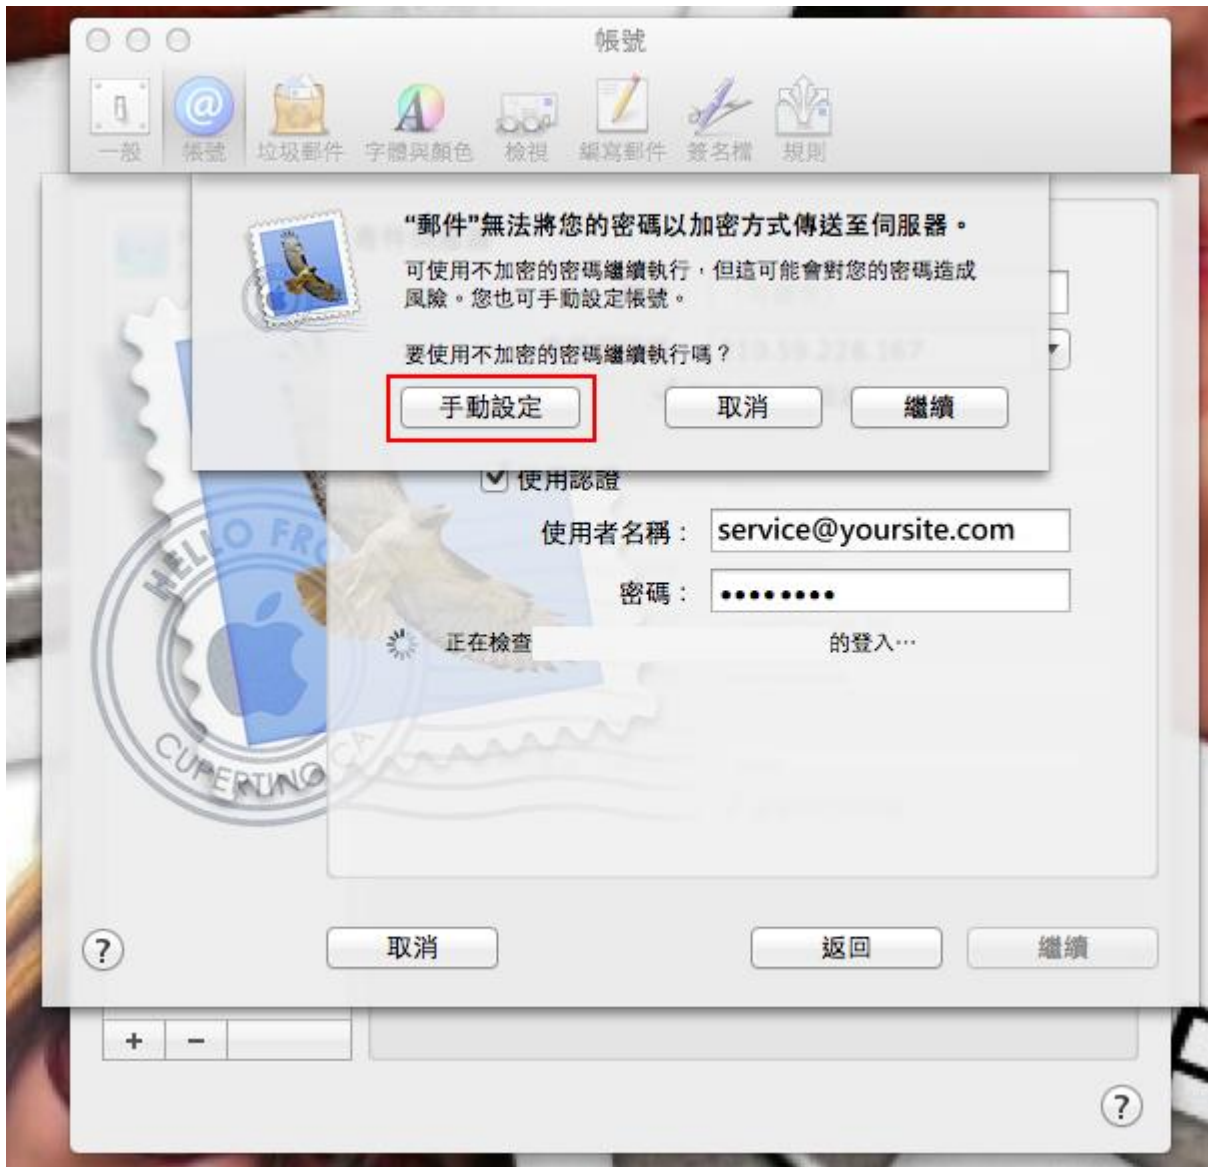 帳號
一般 帳號 垃圾郵件 字體與顏色 檢視 編寫郵件 簽名檔 規則
“郵件”無法將您的密碼以加密方式傳送至伺服器。
可使用不加密的密碼繼續執行，但這可能會對您的密碼造成
風險。您也可手動設定帳號。
要使用不加密的密碼繼續執行嗎？
手動設定 取消 繼續
使用認證
使用者名稱： service@yoursite.com
密碼： ••••••••
正在檢查 的登入…
HELLO FRO
CUPERTINO CA
? 取消 返回 繼續
+ −
?